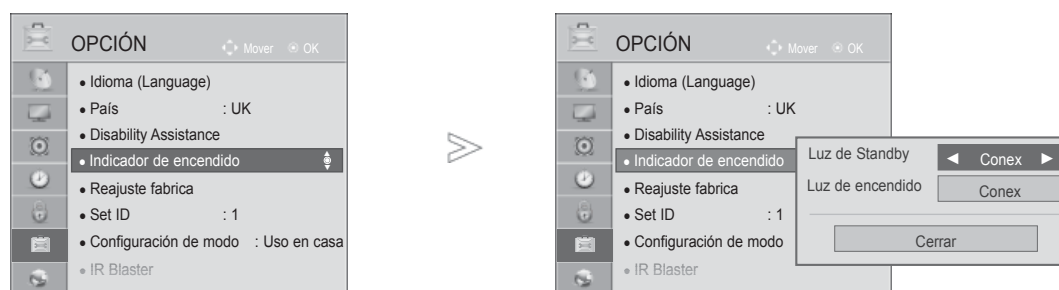 OPCIÓN Mover OK
• Idioma (Language)
• País : UK
• Disability Assistance
• Indicador de encendido
• Reajuste fabrica
• Set ID : 1
• Configuración de modo : Uso en casa
• IR Blaster
OPCIÓN Mover OK
• Idioma (Language)
• País : UK
• Disability Assistance
• Indicador de encendido
• Reajuste fabrica
• Set ID : 1
• Configuración de modo
• IR Blaster
Luz de Standby ◄ Conex ►
Luz de encendido Conex
Cerrar